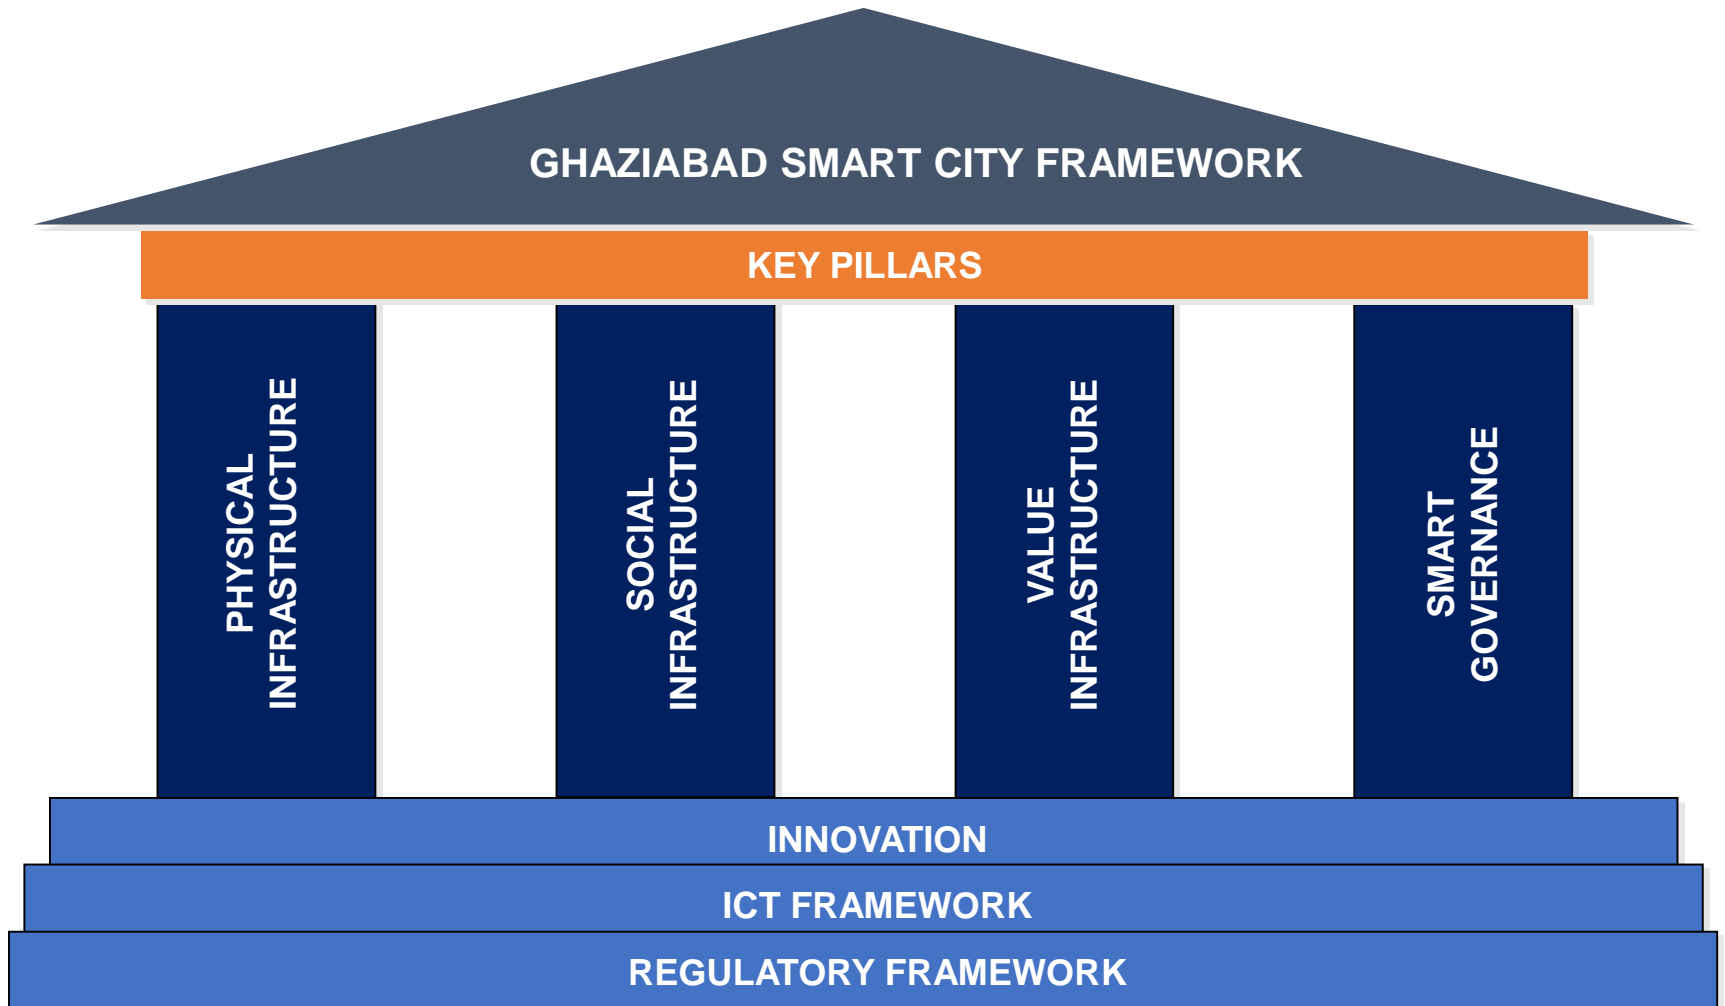 GHAZIABAD SMART CITY FRAMEWORK
KEY PILLARS
PHYSICAL
INFRASTRUCTURE
SOCIAL
INFRASTRUCTURE
VALUE
INFRASTRUCTURE
SMART
GOVERNANCE
INNOVATION
ICT FRAMEWORK
REGULATORY FRAMEWORK